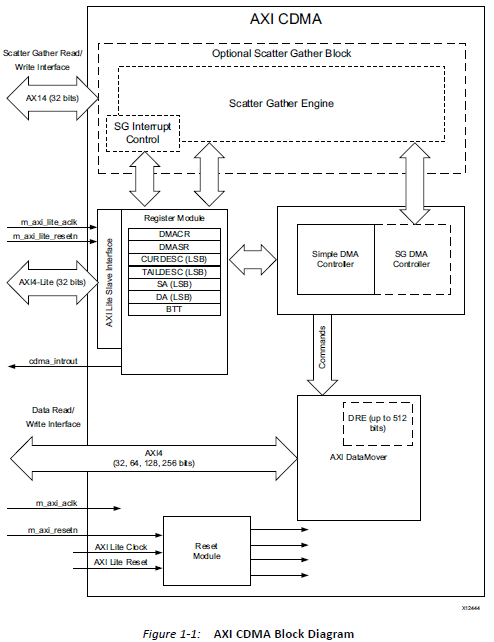 AXI CDMA
Optional Scatter Gather Block
Scatter Gather Read/
Write Interface
AX14 (32 bits)
Scatter Gather Engine
SG Interrupt
Control
m_axi_lite_aclk
m_axi_lite_resetn
AXI4-Lite (32 bits)
cdma_introut
AXI Lite Slave Interface
Register Module
DMACR
DMASR
CURDESC (LSB)
TAILDESC (LSB)
SA (LSB)
DA (LSB)
BTT
Simple DMA
Controller
SG DMA
Controller
Commands
Data Read/
Write Interface
AXI4
(32, 64, 128, 256 bits)
DRE (up to 512
bits)
AXI DataMover
m_axi_aclk
m_axi_resetn
AXI Lite Clock
AXI Lite Reset
Reset
Module
X12444
Figure 1-1: AXI CDMA Block Diagram